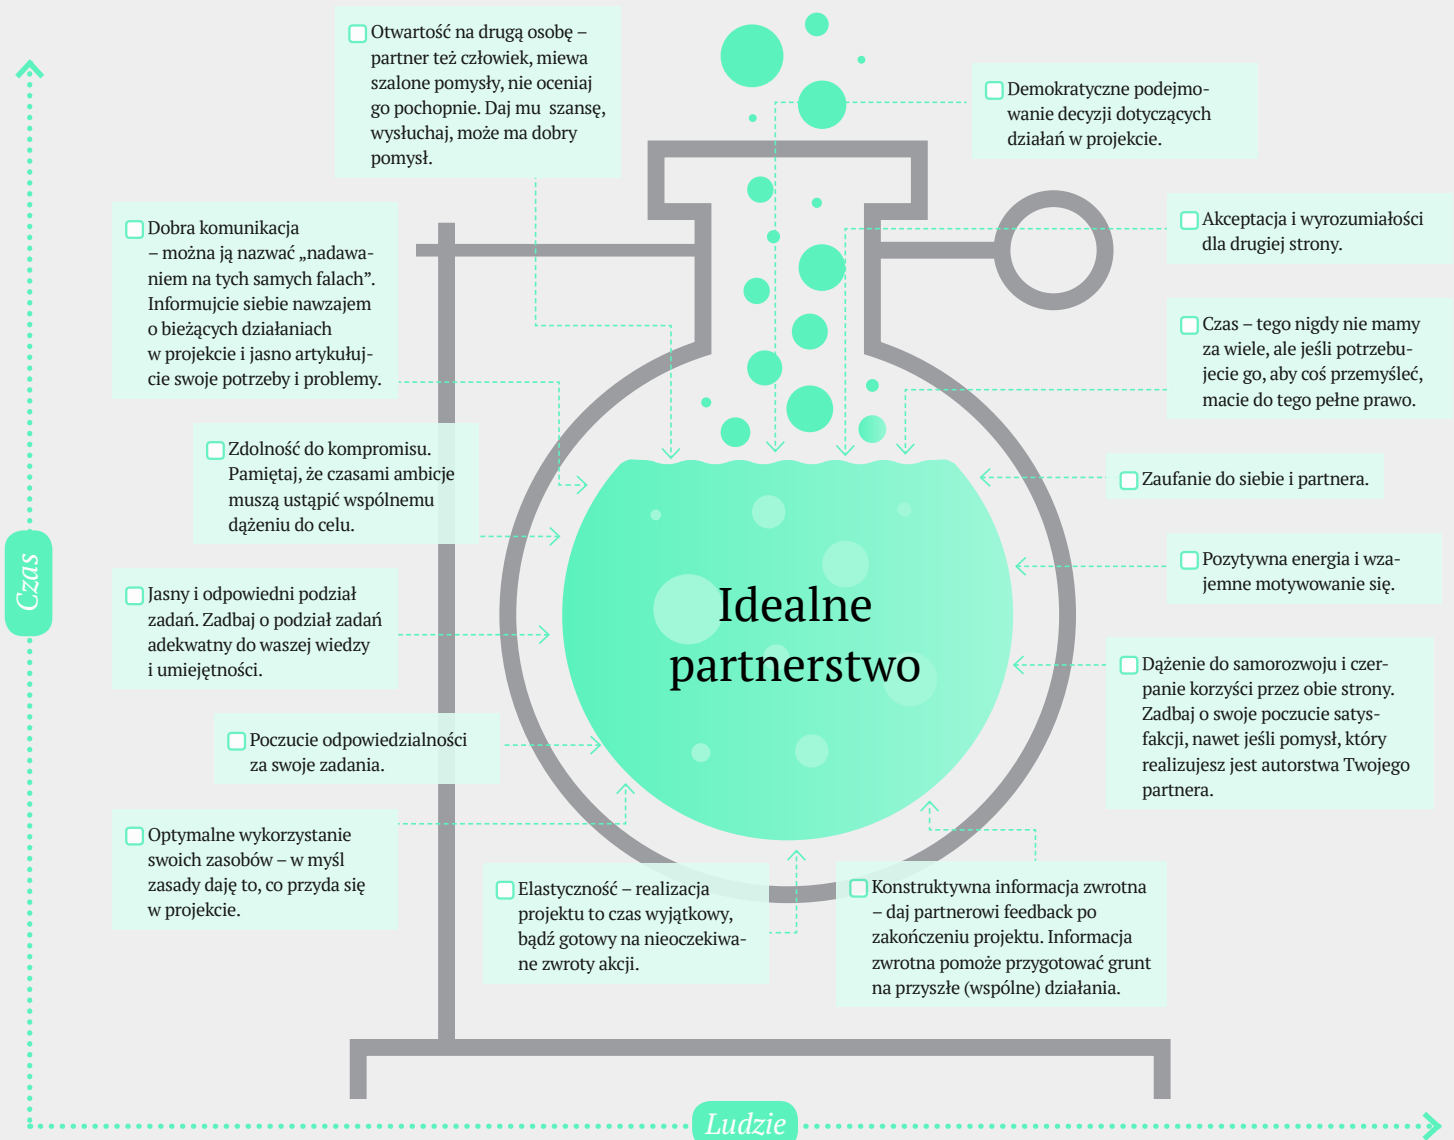 Otwartość na drugą osobę –
partner też człowiek, miewa
szalone pomysły, nie oceniaj
go pochopnie. Daj mu szansę,
wysłuchaj, może ma dobry
pomysł.
Demokratyczne podejmo-
wanie decyzji dotyczących
działań w projekcie.
Dobra komunikacja
– można ją nazwać „nadawa-
niem na tych samych falach”.
Informujcie siebie nawzajem
o bieżących działaniach
w projekcie i jasno artykułuj-
cie swoje potrzeby i problemy.
Akceptacja i wyrozumiałości
dla drugiej strony.
Czas – tego nigdy nie mamy
za wiele, ale jeśli potrzebu-
jecie go, aby coś przemyśleć,
macie do tego pełne prawo.
Zdolność do kompromisu.
Pamiętaj, że czasami ambicje
muszą ustąpić wspólnemu
dążeniu do celu.
Zaufanie do siebie i partnera.
Czas
Jasny i odpowiedni podział
zadań. Zadbaj o podział zadań
adekwatny do waszej wiedzy
i umiejętności.
Idealne
partnerstwo
Pozytywna energia i wza-
jemne motywowanie się.
Dążenie do samorozwoju i czer-
panie korzyści przez obie strony.
Zadbaj o swoje poczucie satys-
fakcji, nawet jeśli pomysł, który
realizujesz jest autorstwa Twojego
partnera.
Poczucie odpowiedzialności
za swoje zadania.
Optymalne wykorzystanie
swoich zasobów – w myśl
zasady daję to, co przyda się
w projekcie.
Elastyczność – realizacja
projektu to czas wyjątkowy,
bądź gotowy na nieoczekiwa-
ne zwroty akcji.
Konstruktywna informacja zwrotna
– daj partnerowi feedback po
zakończeniu projektu. Informacja
zwrotna pomoże przygotować grunt
na przyszłe (wspólne) działania.
Ludzie